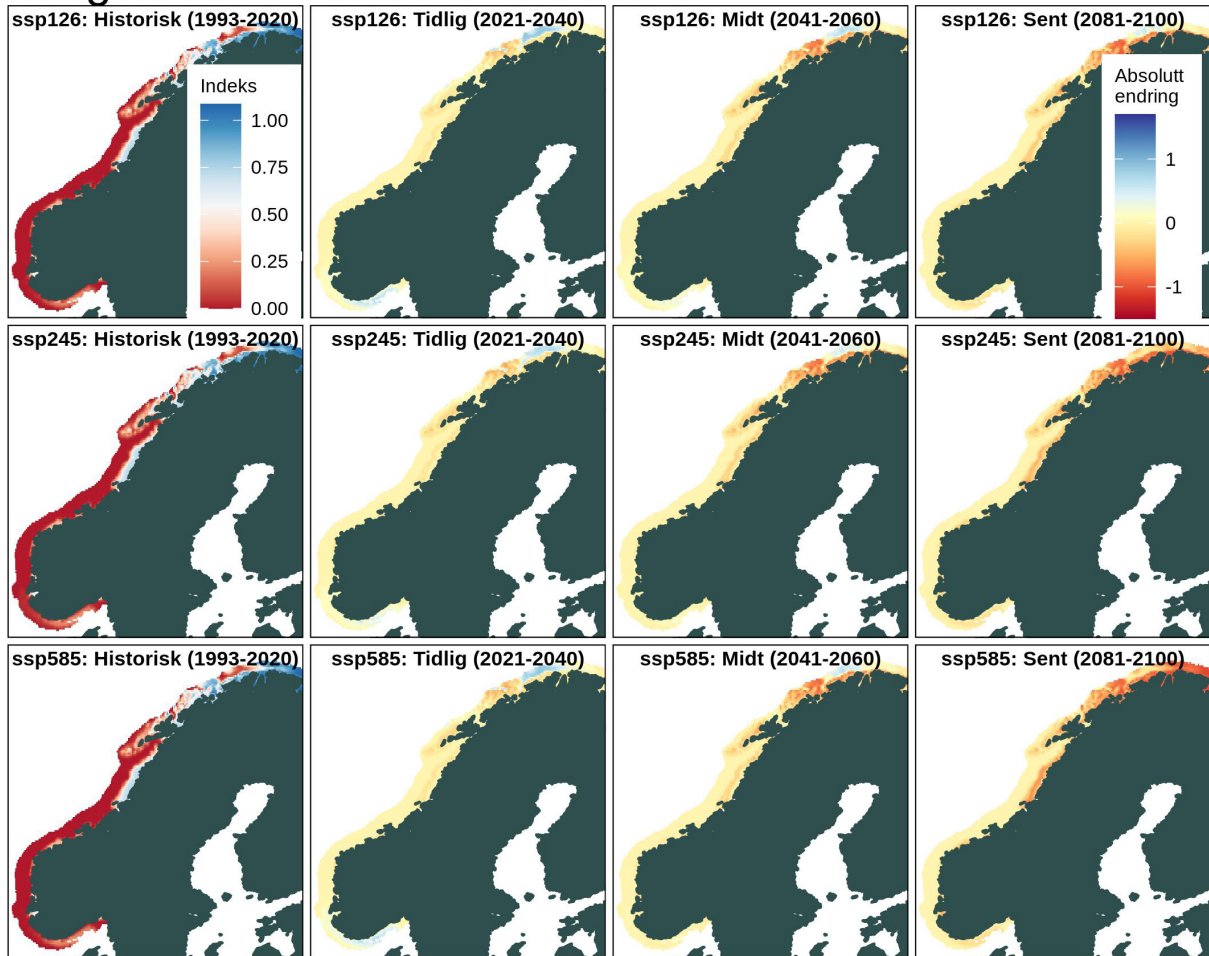 ssp126: Historisk (1993-2020)
ssp126: Tidlig (2021-2040)
ssp126: Midt (2041-2060)
ssp126: Sent (2081-2100)
Indeks
1.00
0.75
0.50
0.25
0.00
Absolutt
endring
1
0
-1
ssp245: Historisk (1993-2020)
ssp245: Tidlig (2021-2040)
ssp245: Midt (2041-2060)
ssp245: Sent (2081-2100)
ssp585: Historisk (1993-2020)
ssp585: Tidlig (2021-2040)
ssp585: Midt (2041-2060)
ssp585: Sent (2081-2100)